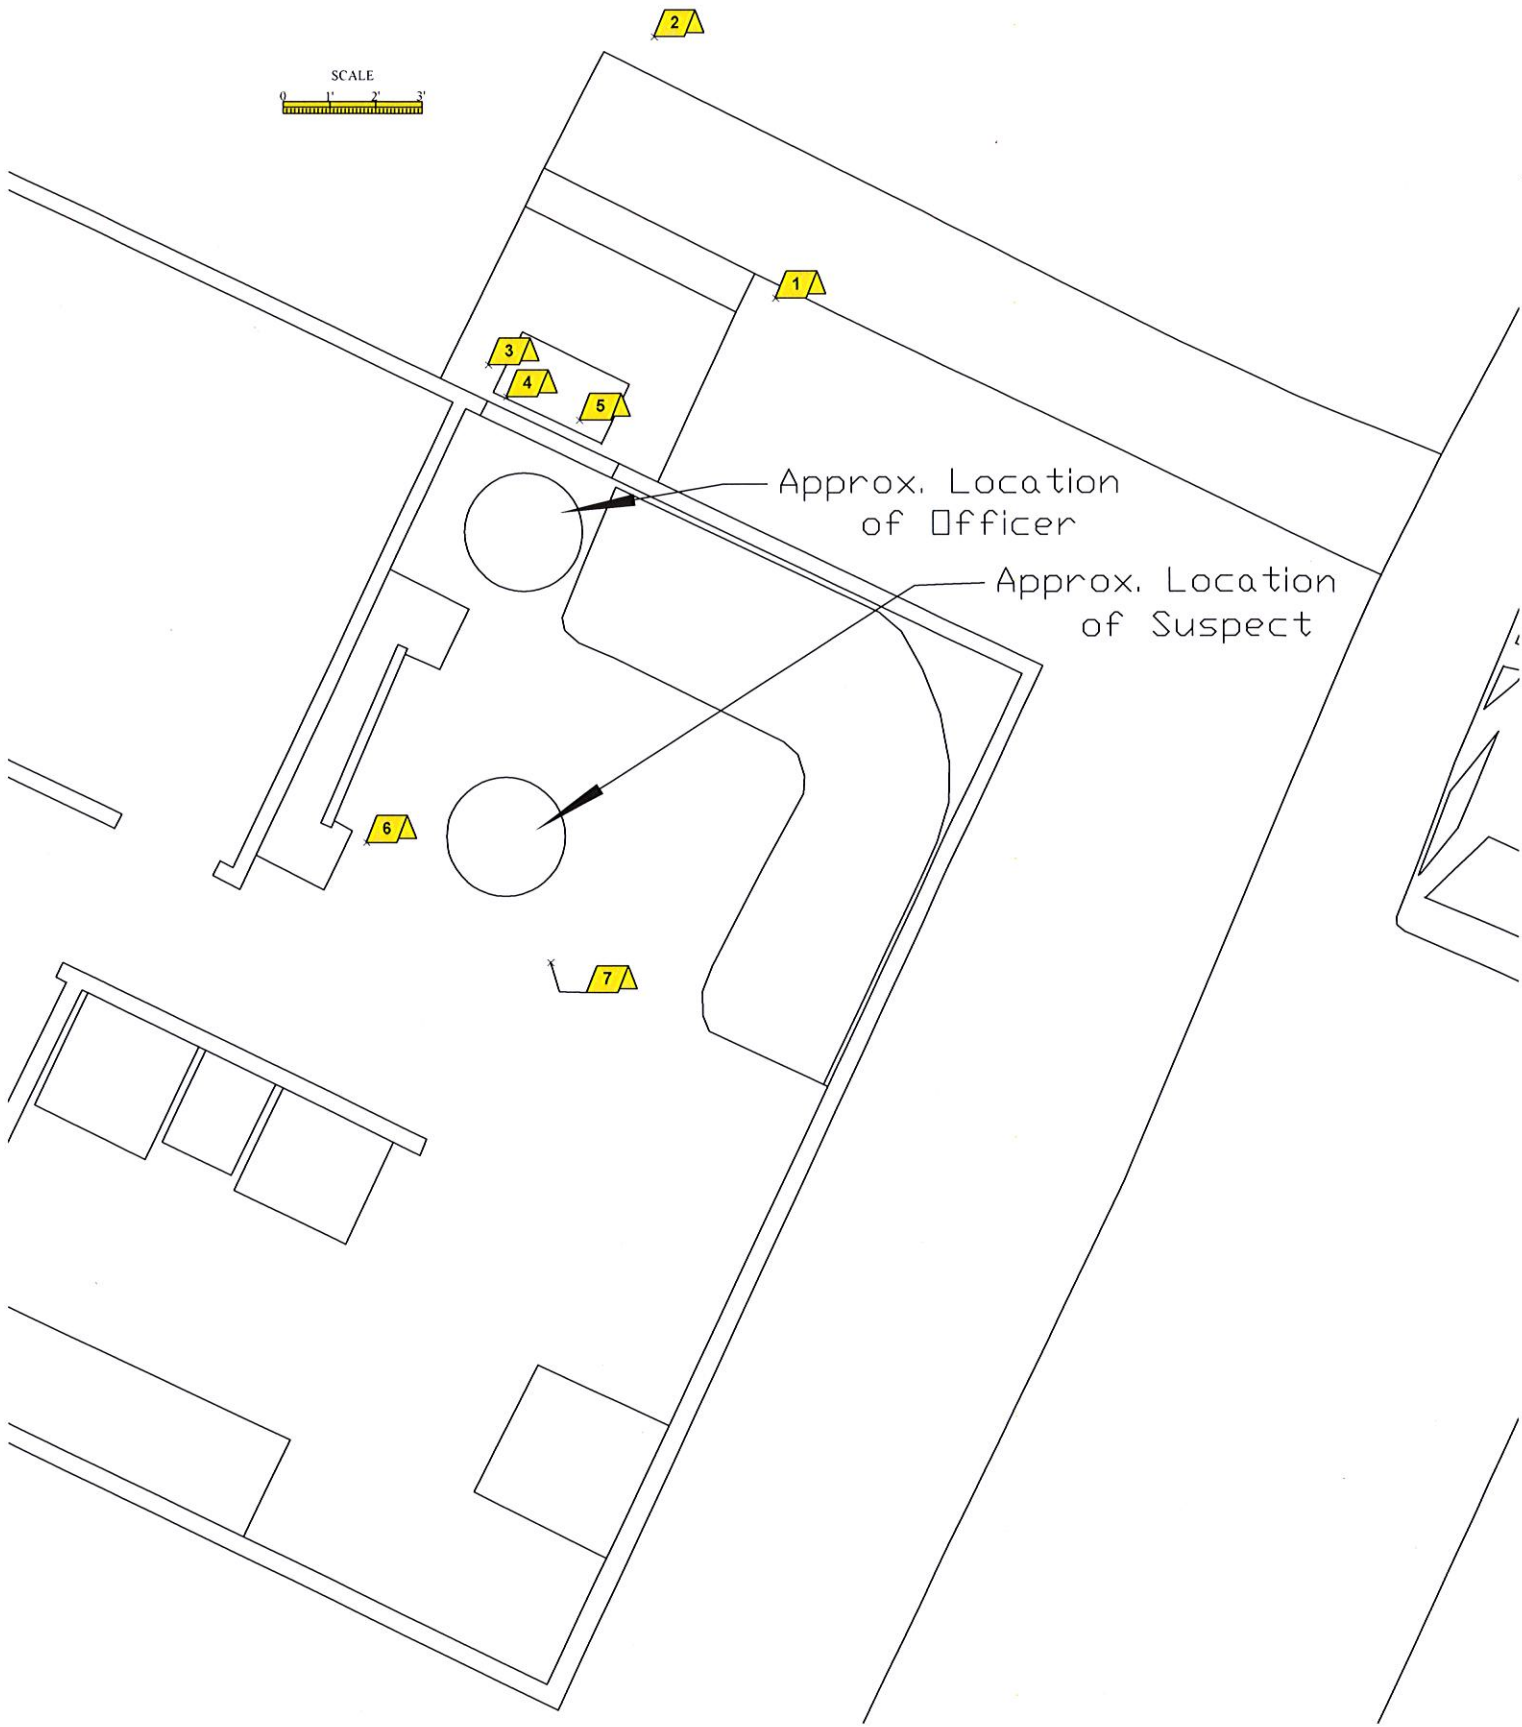 2
SCALE
0 1' 2' 3'
1
3
4
5
Approx. Location
of Officer
Approx. Location
of Suspect
6
7